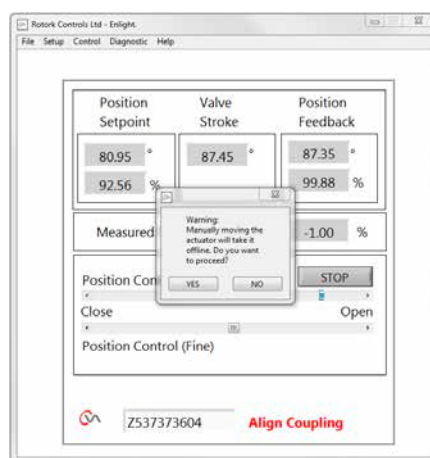 Rotork Controls Ltd - Enlight.
File Setup Control Diagnostic Help
Position Setpoint
Valve Stroke
Position Feedback
80.95 °
87.45 °
87.35 °
92.56 %
99.88 %
Measured
-1.00 %
Warning:
Manually moving the
actuator will take it
offline. Do you want
to proceed?
YES NO
Position Con
STOP
Close Open
Position Control (Fine)
Z537373604 Align Coupling